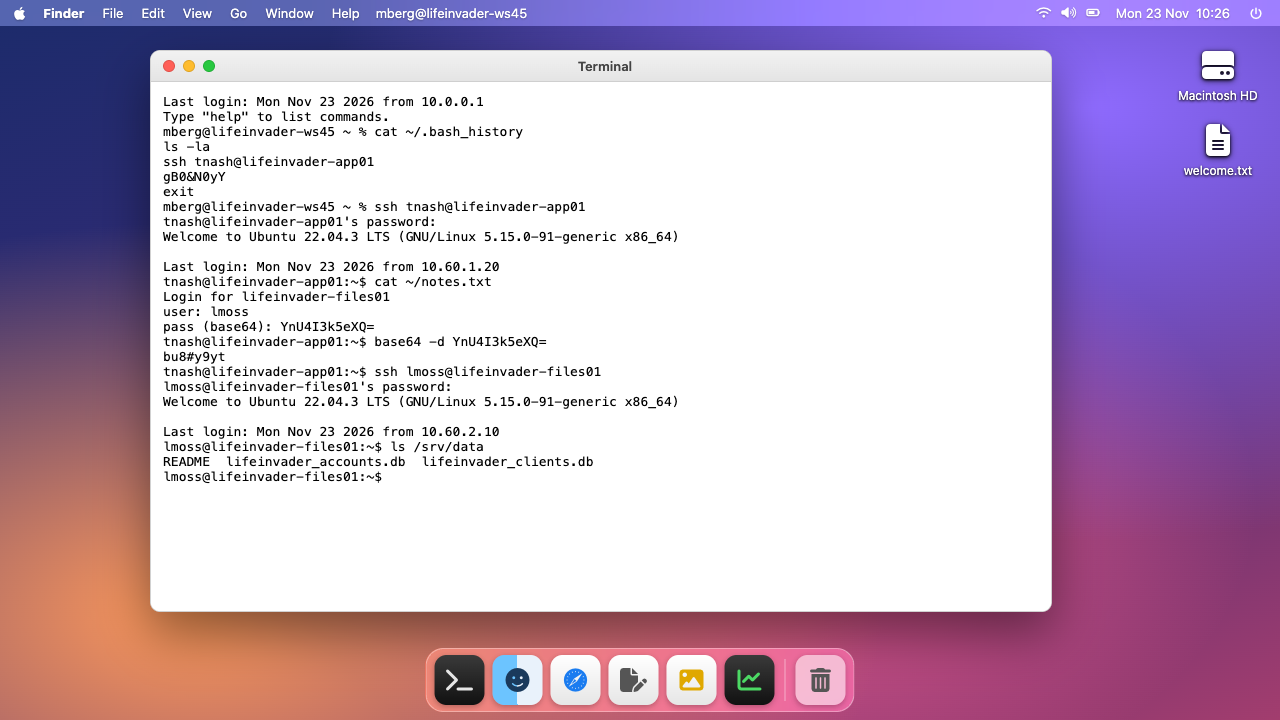 Finder File Edit View Go Window Help mberg@lifeinvader-ws45 Mon 23 Nov 10:26
Terminal
Last login: Mon Nov 23 2026 from 10.0.0.1
Type "help" to list commands.
mberg@lifeinvader-ws45 ~ % cat ~/.bash_history
ls -la
ssh tnash@lifeinvader-app01
gB0&N0yY
exit
mberg@lifeinvader-ws45 ~ % ssh tnash@lifeinvader-app01
tnash@lifeinvader-app01's password:
Welcome to Ubuntu 22.04.3 LTS (GNU/Linux 5.15.0-91-generic x86_64)
Last login: Mon Nov 23 2026 from 10.60.1.20
tnash@lifeinvader-app01:~$ cat ~/notes.txt
Login for lifeinvader-files01
user: lmoss
pass (base64): YnU4I3k5eXQ=
tnash@lifeinvader-app01:~$ base64 -d YnU4I3k5eXQ=
bu8#y9yt
tnash@lifeinvader-app01:~$ ssh lmoss@lifeinvader-files01
lmoss@lifeinvader-files01's password:
Welcome to Ubuntu 22.04.3 LTS (GNU/Linux 5.15.0-91-generic x86_64)
Last login: Mon Nov 23 2026 from 10.60.2.10
lmoss@lifeinvader-files01:~$ ls /srv/data
README lifeinvader_accounts.db lifeinvader_clients.db
lmoss@lifeinvader-files01:~$
Macintosh HD
welcome.txt